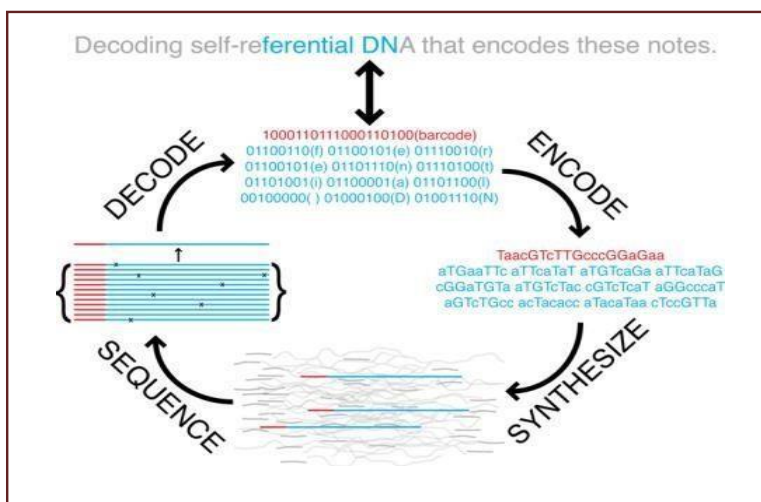 Decoding self-referential DNA that encodes these notes.
1000110111000110100(barcode)
01100110(f) 01100101(e) 01110010(r)
01100101(e) 01101110(n) 01110100(t)
01101001(i) 01100001(a) 01101100(l)
00100000( ) 01000100(D) 01001110(N)
DECODE
ENCODE
TaacGTcTTGcccGGaGaa
aTGaaTTc aTTcaTaT aTGTcaGa aTTcaTaG
cGGaTGTa aTGTcTac cGTcTcaT aGGcccaT
aGTcTGcc acTacacc aTacaTaa cTccGTTa
SEQUENCE
SYNTHESIZE